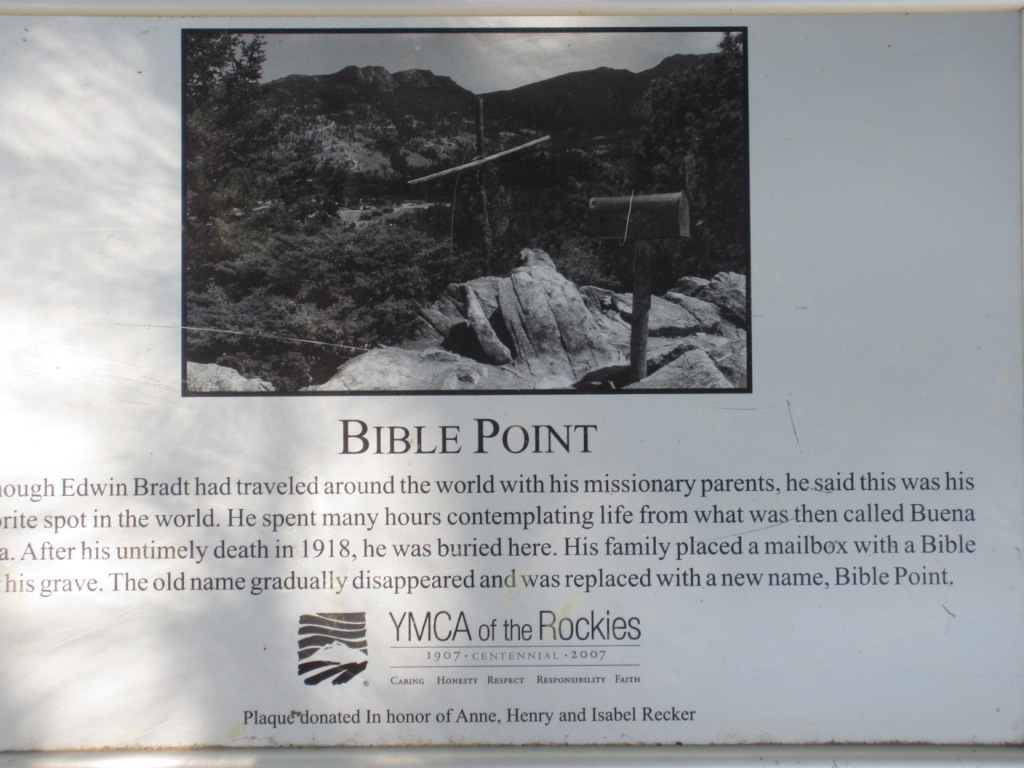 BIBLE POINT
ough Edwin Bradt had traveled around the world with his missionary parents, he said this was his
rite spot in the world. He spent many hours contemplating life from what was then called Buena
a. After his untimely death in 1918, he was buried here. His family placed a mailbox with a Bible
his grave. The old name gradually disappeared and was replaced with a new name, Bible Point.
YMCA of the Rockies
1907 · CENTENNIAL · 2007
CARING HONESTY RESPECT RESPONSIBILITY FAITH
Plaque donated In honor of Anne, Henry and Isabel Recker